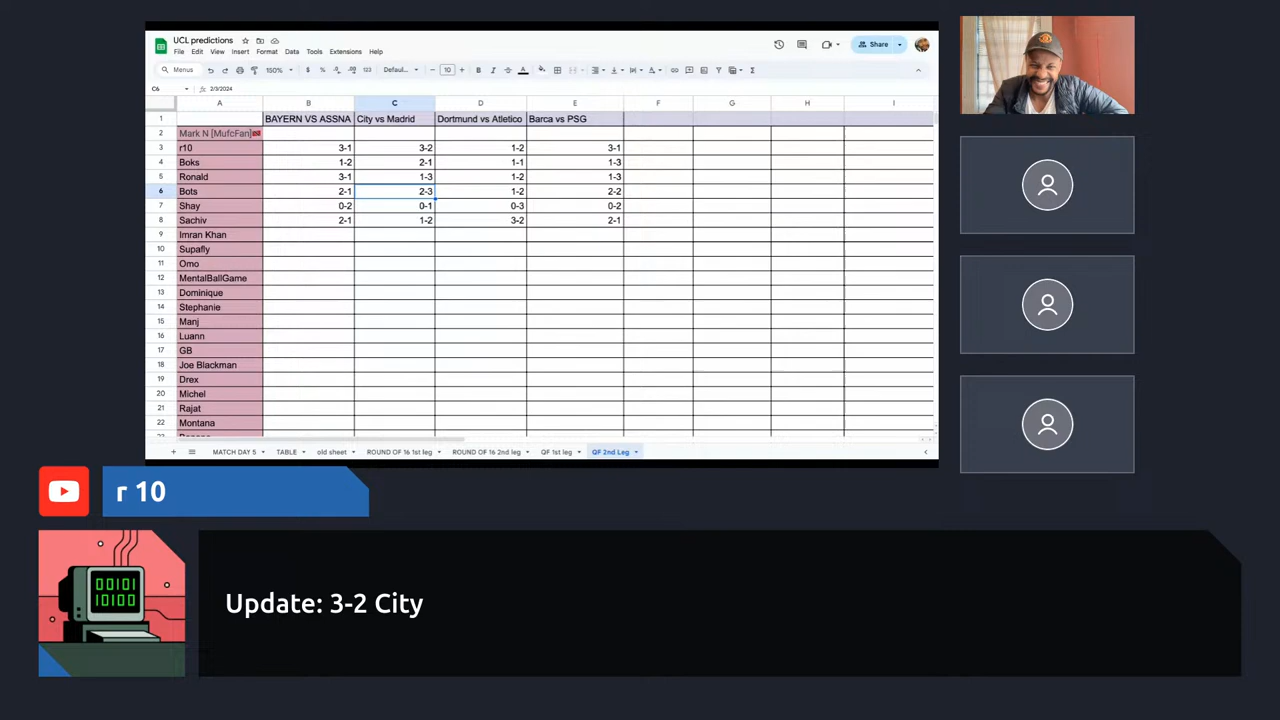 UCL predictions
File Edit View Insert Format Data Tools Extensions Help
Share
Menus 150% $ % .0 .00 123 Defaul... 10 B I A
C6 2/3/2024
A B C D E F G H I
1 BAYERN VS ASSNA City vs Madrid Dortmund vs Atletico Barca vs PSG
2 Mark N [MufcFan]
3 r10 3-1 3-2 1-2 3-1
4 Boks 1-2 2-1 1-1 1-3
5 Ronald 3-1 1-3 1-2 1-3
6 Bots 2-1 2-3 1-2 2-2
7 Shay 0-2 0-1 0-3 0-2
8 Sachiv 2-1 1-2 3-2 2-1
9 Imran Khan
10 Supafly
11 Omo
12 MentalBallGame
13 Dominique
14 Stephanie
15 Manj
16 Luann
17 GB
18 Joe Blackman
19 Drex
20 Michel
21 Rajat
22 Montana
MATCH DAY 5 TABLE old sheet ROUND OF 16 1st leg ROUND OF 16 2nd leg QF 1st leg QF 2nd Leg
r 10
00101
10100
Update: 3-2 City